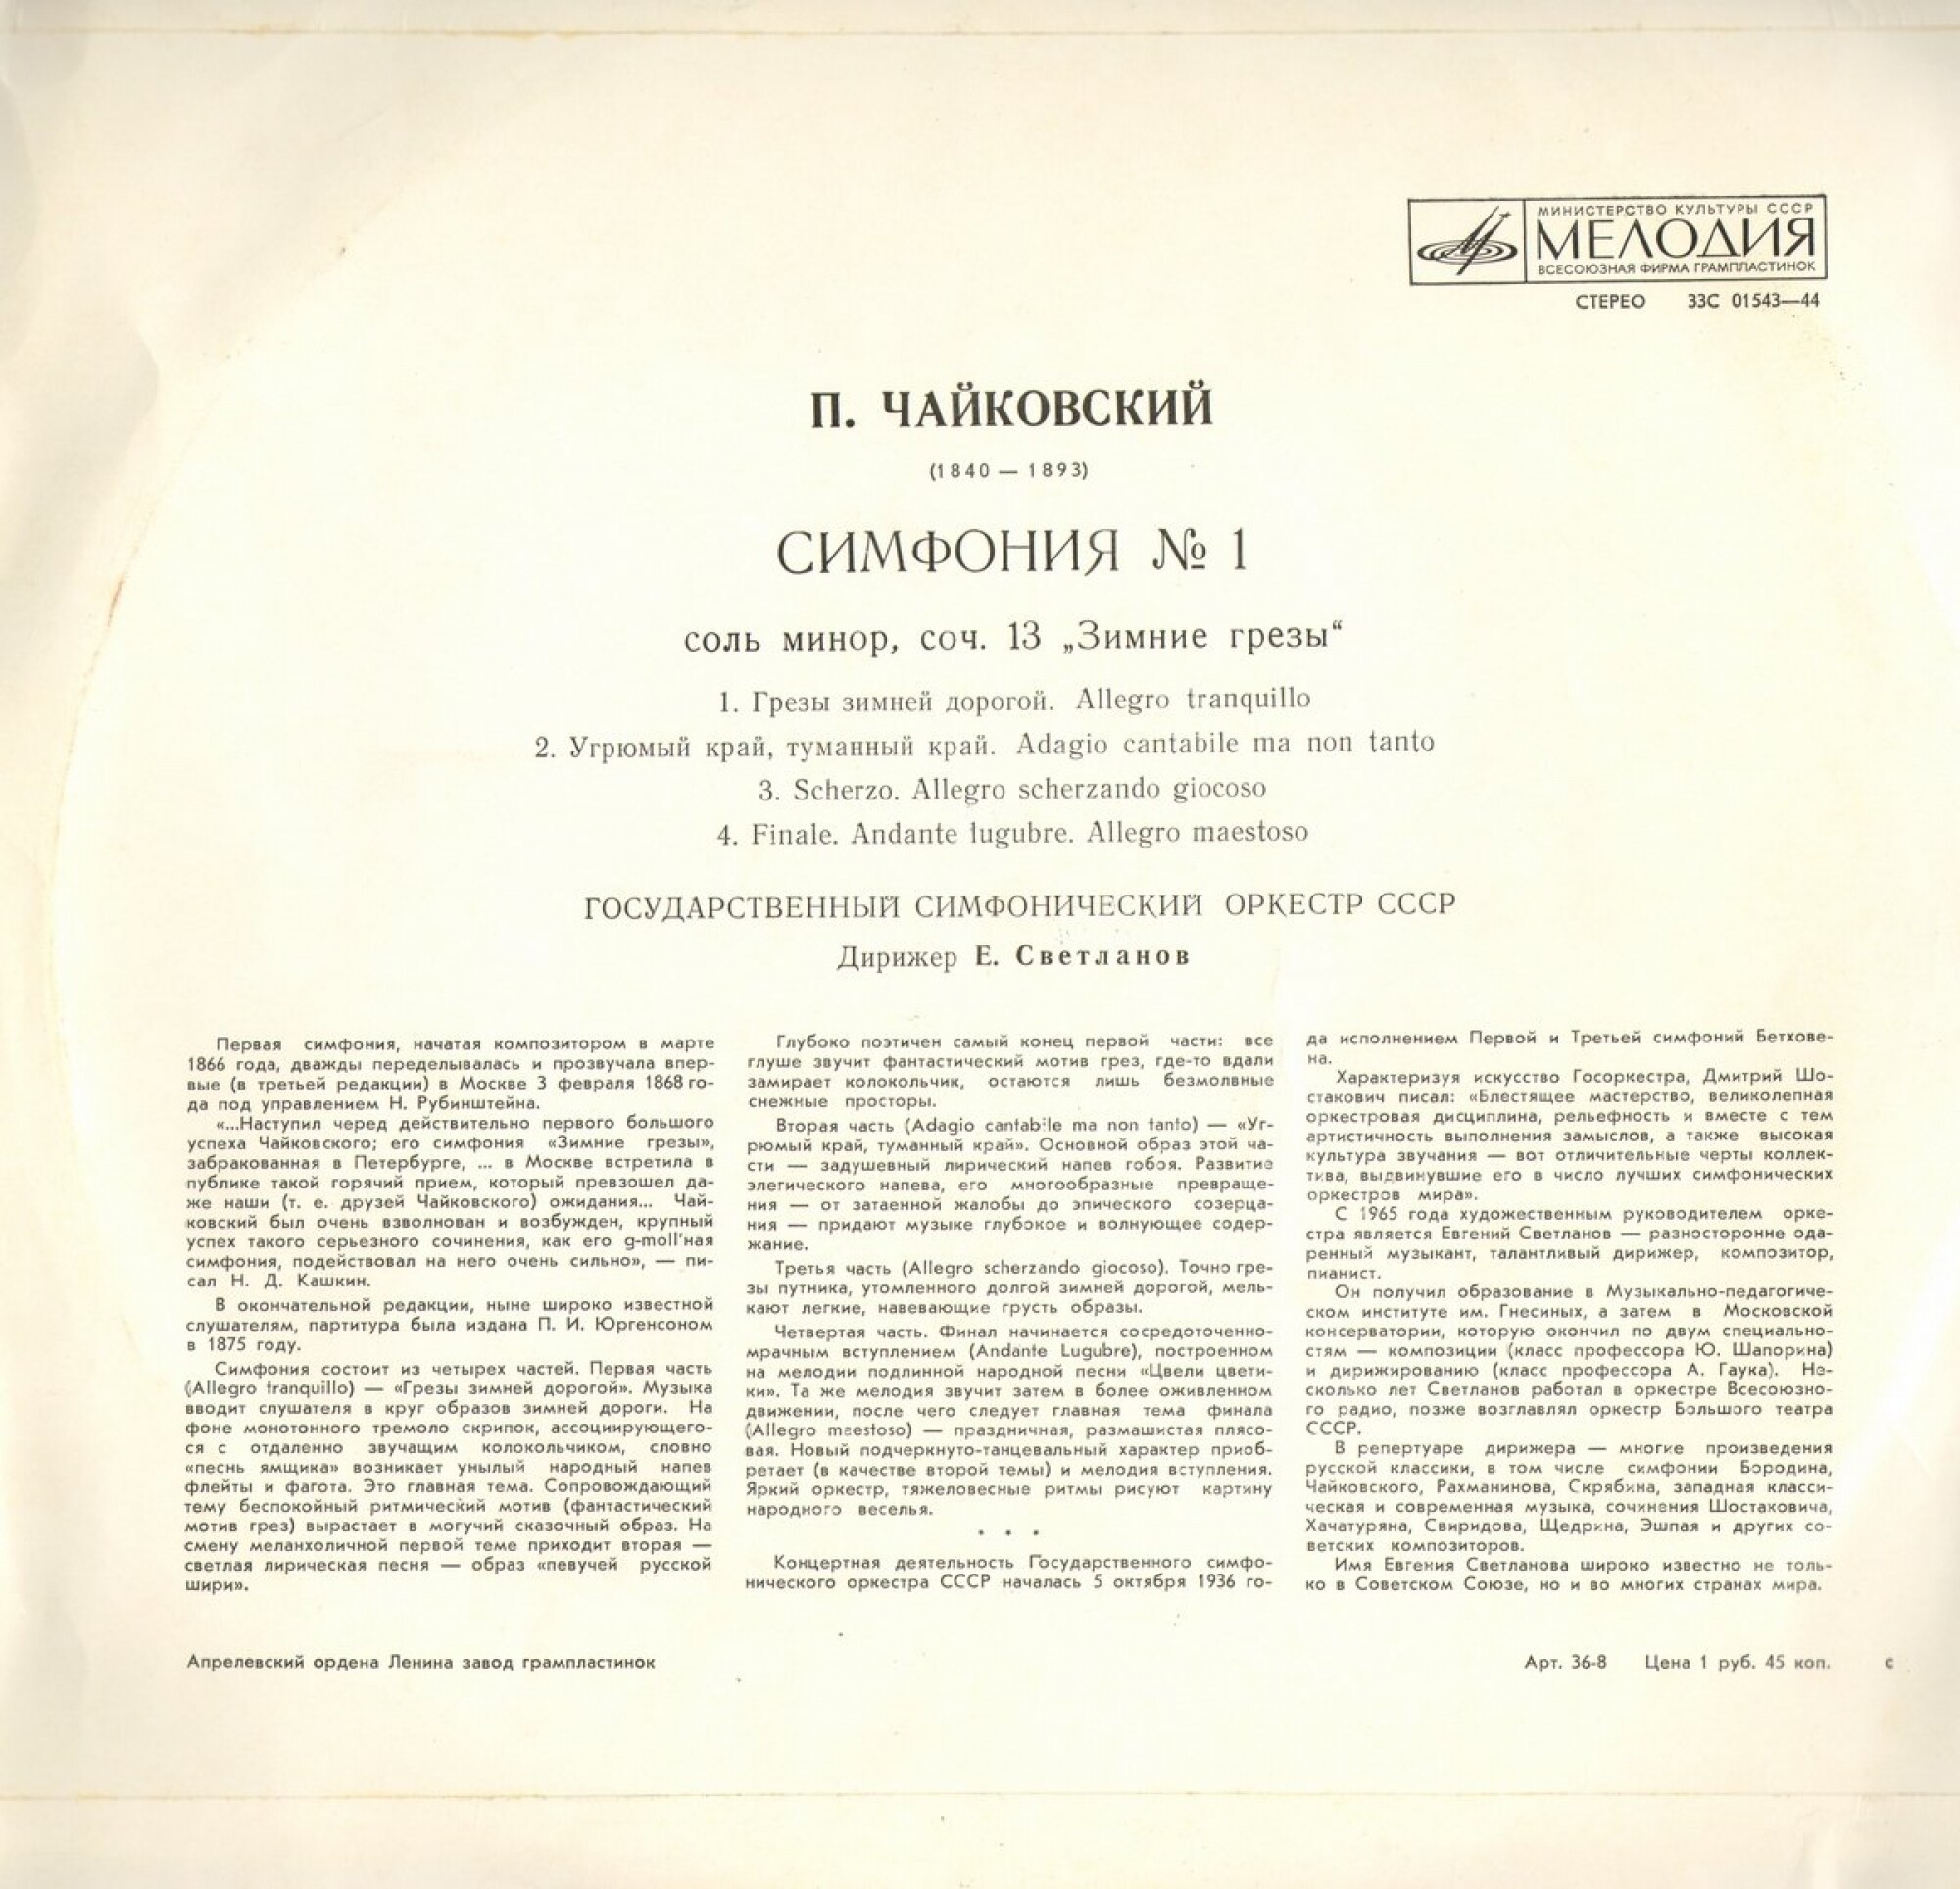 МИНИСТЕРСТВО КУЛЬТУРЫ СССР
МЕЛОДИЯ
ВСЕСОЮЗНАЯ ФИРМА ГРАМПЛАСТИНОК
СТЕРЕО 33С 01543—44
П. ЧАЙКОВСКИЙ
(1840 — 1893)
СИМФОНИЯ № 1
соль минор, соч. 13 „Зимние грезы“
1. Грезы зимней дорогой. Allegro tranquillo
2. Угрюмый край, туманный край. Adagio cantabile ma non tanto
3. Scherzo. Allegro scherzando giocoso
4. Finale. Andante lugubre. Allegro maestoso
ГОСУДАРСТВЕННЫЙ СИМФОНИЧЕСКИЙ ОРКЕСТР СССР
Дирижер Е. Светланов
Первая симфония, начатая композитором в марте
1866 года, дважды переделывалась и прозвучала впер-
вые (в третьей редакции) в Москве 3 февраля 1868 го-
да под управлением Н. Рубинштейна.
«...Наступил черед действительно первого большого
успеха Чайковского; его симфония «Зимние грезы»,
забракованная в Петербурге, ... в Москве встретила в
публике такой горячий прием, который превзошел да-
же наши (т. е. друзей Чайковского) ожидания... Чай-
ковский был очень взволнован и возбужден, крупный
успех такого серьезного сочинения, как его g-moll'ная
симфония, подействовал на него очень сильно», — пи-
сал Н. Д. Кашкин.
В окончательной редакции, ныне широко известной
слушателям, партитура была издана П. И. Юргенсоном
в 1875 году.
Симфония состоит из четырех частей. Первая часть
(Allegro tranquillo) — «Грезы зимней дорогой». Музыка
вводит слушателя в круг образов зимней дороги. На
фоне монотонного тремоло скрипок, ассоциирующего-
ся с отдаленно звучащим колокольчиком, словно
«песнь ямщика» возникает унылый народный напев
флейты и фагота. Это главная тема. Сопровождающий
тему беспокойный ритмический мотив (фантастический
мотив грез) вырастает в могучий сказочный образ. На
смену меланхоличной первой теме приходит вторая —
светлая лирическая песня — образ «певучей русской
шири».
Глубоко поэтичен самый конец первой части: все
глуше звучит фантастический мотив грез, где-то вдали
замирает колокольчик, остаются лишь безмолвные
снежные просторы.
Вторая часть (Adagio cantabile ma non tanto) — «Уг-
рюмый край, туманный край». Основной образ этой ча-
сти — задушевный лирический напев гобоя. Развитие
элегического напева, его многообразные превраще-
ния — от затаенной жалобы до эпического созерца-
ния — придают музыке глубокое и волнующее содер-
жание.
Третья часть (Allegro scherzando giocoso). Точно гре-
зы путника, утомленного долгой зимней дорогой, мель-
кают легкие, навевающие грусть образы.
Четвертая часть. Финал начинается сосредоточенно-
мрачным вступлением (Andante Lugubre), построенном
на мелодии подлинной народной песни «Цвели цвети-
ки». Та же мелодия звучит затем в более оживленном
движении, после чего следует главная тема финала
(Allegro maestoso) — праздничная, размашистая плясо-
вая. Новый подчеркнуто-танцевальный характер приоб-
ретает (в качестве второй темы) и мелодия вступления.
Яркий оркестр, тяжеловесные ритмы рисуют картину
народного веселья.
* * *
Концертная деятельность Государственного симфо-
нического оркестра СССР началась 5 октября 1936 го-
да исполнением Первой и Третьей симфоний Бетхове-
на.
Характеризуя искусство Госоркестра, Дмитрий Шо-
стакович писал: «Блестящее мастерство, великолепная
оркестровая дисциплина, рельефность и вместе с тем
артистичность выполнения замыслов, а также высокая
культура звучания — вот отличительные черты коллек-
тива, выдвинувшие его в число лучших симфонических
оркестров мира».
С 1965 года художественным руководителем орке-
стра является Евгений Светланов — разносторонне ода-
ренный музыкант, талантливый дирижер, композитор,
пианист.
Он получил образование в Музыкально-педагогиче-
ском институте им. Гнесиных, а затем в Московской
консерватории, которую окончил по двум специально-
стям — композиции (класс профессора Ю. Шапорина)
и дирижированию (класс профессора А. Гаука). Не-
сколько лет Светланов работал в оркестре Всесоюзно-
го радио, позже возглавлял оркестр Большого театра
СССР.
В репертуаре дирижера — многие произведения
русской классики, в том числе симфонии Бородина,
Чайковского, Рахманинова, Скрябина, западная класси-
ческая и современная музыка, сочинения Шостаковича,
Хачатуряна, Свиридова, Щедрина, Эшпая и других со-
ветских композиторов.
Имя Евгения Светланова широко известно не толь-
ко в Советском Союзе, но и во многих странах мира.
Апрелевский ордена Ленина завод грампластинок
Арт. 36-8 Цена 1 руб. 45 коп. с